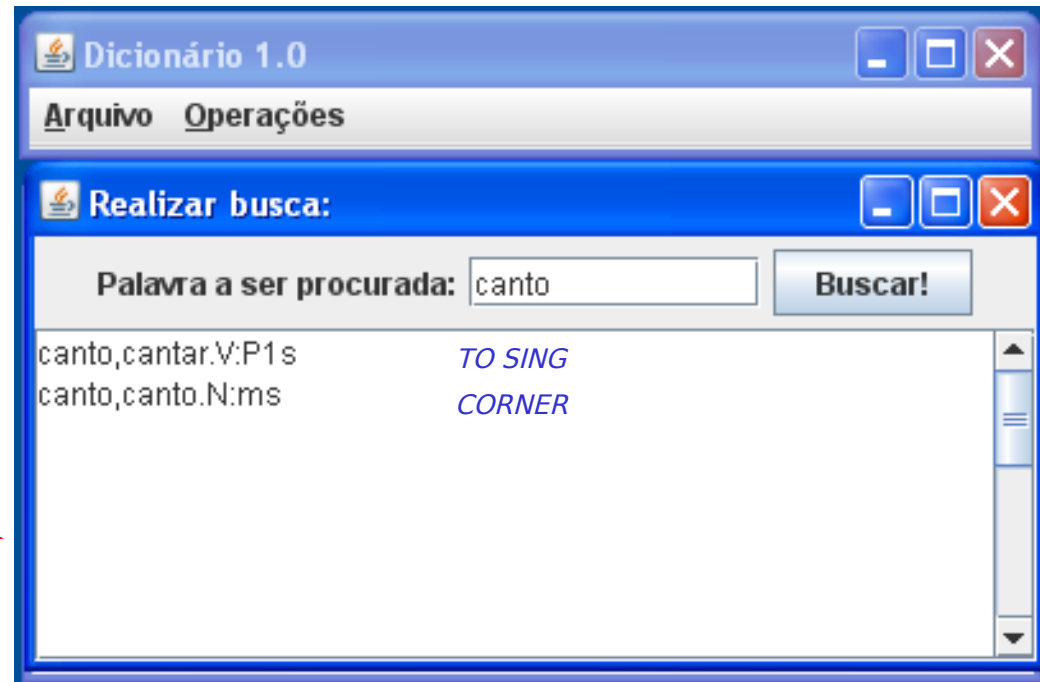 Dicionário 1.0
Arquivo Operações
Realizar busca:
Palavra a ser procurada: canto Buscar!
canto,cantar.V:P1s TO SING
canto,canto.N:ms CORNER